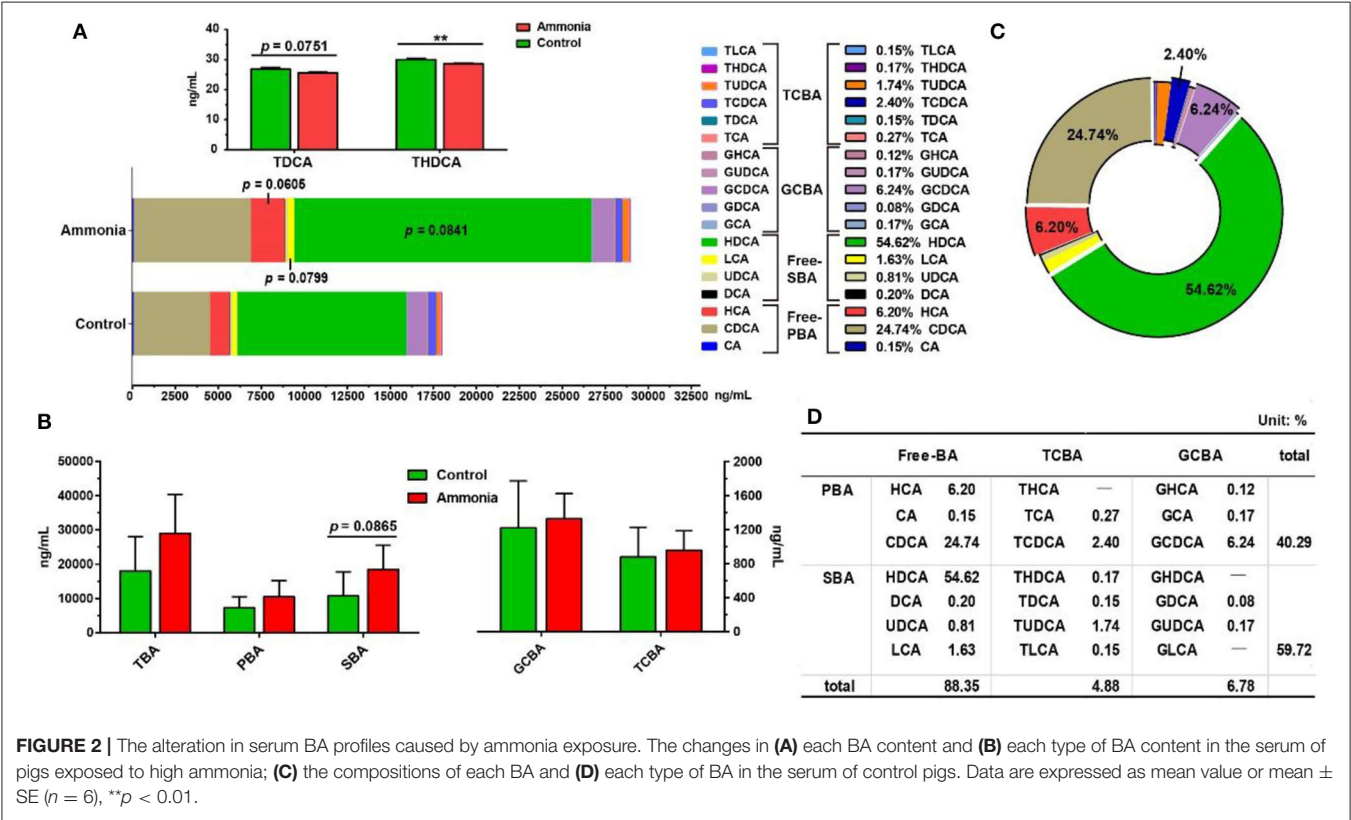 A
40
30
20
10
0
ng/mL
p = 0.0751
**
Ammonia
Control
TDCA
THDCA
p = 0.0605
Ammonia
p = 0.0841
p = 0.0799
Control
0 2500 5000 7500 10000 12500 15000 17500 20000 22500 25000 27500 30000 32500 ng/mL
TLCA
THDCA
TUDCA
TCDCA
TDCA
TCA
GHCA
GUDCA
GCDCA
GDCA
GCA
HDCA
LCA
UDCA
DCA
HCA
CDCA
CA
TCBA
GCBA
Free-
SBA
Free-
PBA
0.15% TLCA
0.17% THDCA
1.74% TUDCA
2.40% TCDCA
0.15% TDCA
0.27% TCA
0.12% GHCA
0.17% GUDCA
6.24% GCDCA
0.08% GDCA
0.17% GCA
54.62% HDCA
1.63% LCA
0.81% UDCA
0.20% DCA
6.20% HCA
24.74% CDCA
0.15% CA
C
2.40%
6.24%
24.74%
6.20%
54.62%
B
50000
40000
30000
20000
10000
0
ng/mL
Control
Ammonia
p = 0.0865
TBA
PBA
SBA
GCBA
TCBA
2000
1600
1200
800
400
0
ng/mL
D
Unit: %
Free-BA TCBA GCBA total
PBA HCA 6.20 THCA — GHCA 0.12
CA 0.15 TCA 0.27 GCA 0.17
CDCA 24.74 TCDCA 2.40 GCDCA 6.24 40.29
SBA HDCA 54.62 THDCA 0.17 GHDCA —
DCA 0.20 TDCA 0.15 GDCA 0.08
UDCA 0.81 TUDCA 1.74 GUDCA 0.17
LCA 1.63 TLCA 0.15 GLCA — 59.72
total 88.35 4.88 6.78
FIGURE 2 | The alteration in serum BA profiles caused by ammonia exposure. The changes in (A) each BA content and (B) each type of BA content in the serum of
pigs exposed to high ammonia; (C) the compositions of each BA and (D) each type of BA in the serum of control pigs. Data are expressed as mean value or mean ±
SE (n = 6), **p < 0.01.